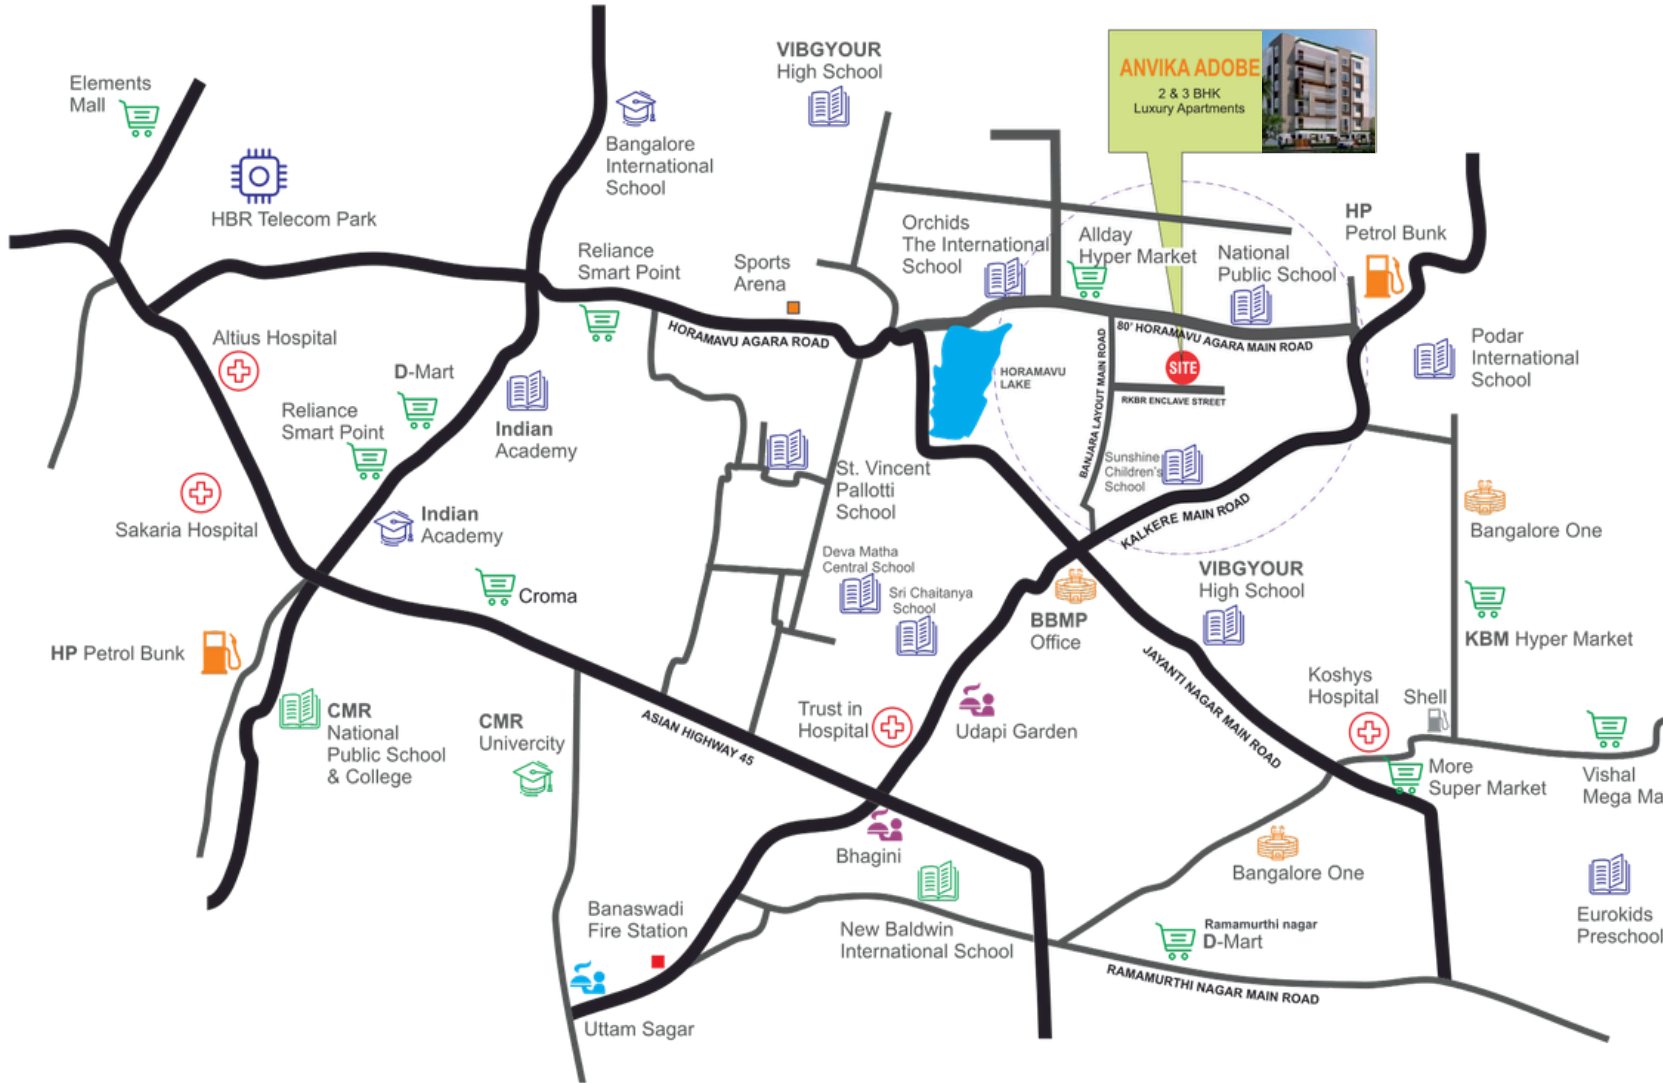 VIBGYOUR
High School
ANVIKA ADOBE
2 & 3 BHK
Luxury Apartments
Elements
Mall
Bangalore
International
School
HBR Telecom Park
HP
Petrol Bunk
Orchids
The International
School
Allday
Hyper Market
National
Public School
Reliance
Smart Point
Sports
Arena
HORAMAVU AGARA ROAD
80' HORAMAVU AGARA MAIN ROAD
Altius Hospital
D-Mart
HORAMAVU
LAKE
BANJARA LAYOUT MAIN ROAD
SITE
RKBR ENCLAVE STREET
Podar
International
School
Reliance
Smart Point
Indian
Academy
St. Vincent
Pallotti
School
Sunshine
Children's
School
KALKERE MAIN ROAD
Sakaria Hospital
Indian
Academy
Bangalore One
Deva Matha
Central School
Sri Chaitanya
School
VIBGYOUR
High School
Croma
BBMP
Office
KBM Hyper Market
HP Petrol Bunk
JAYANTI NAGAR MAIN ROAD
Koshys
Hospital
Shell
CMR
National
Public School
& College
CMR
Univercity
ASIAN HIGHWAY 45
Trust in
Hospital
Udapi Garden
More
Super Market
Vishal
Mega Ma
Bhagini
Bangalore One
Banaswadi
Fire Station
New Baldwin
International School
Ramamurthi nagar
D-Mart
Eurokids
Preschool
RAMAMURTHI NAGAR MAIN ROAD
Uttam Sagar